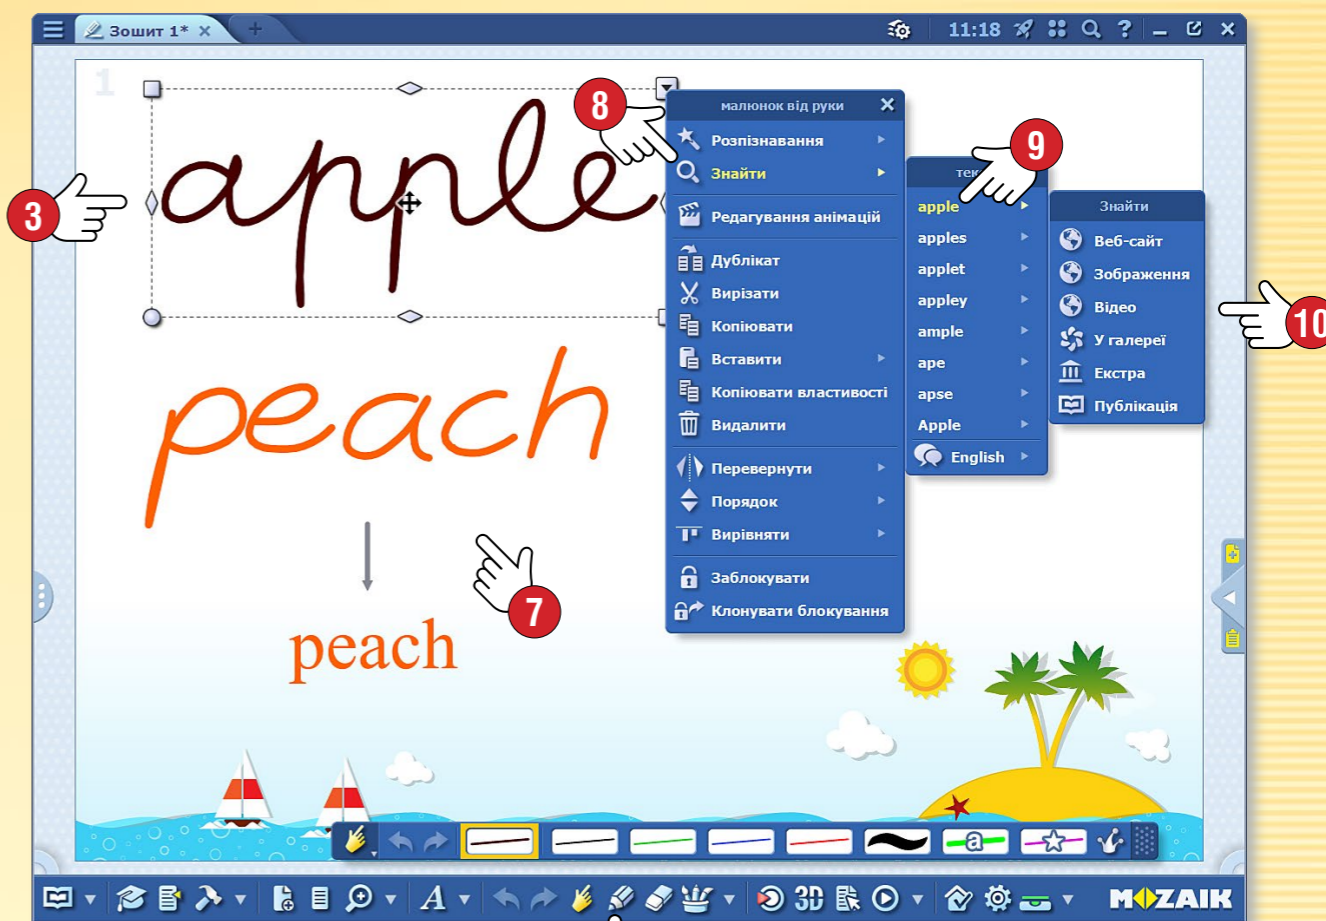 Зошит 1*
11:18
1
apple
peach
peach
малюнок від руки
Розпізнавання
Знайти
Редагування анімацій
Дублікат
Вирізати
Копіювати
Вставити
Копіювати властивості
Видалити
Перевернути
Порядок
Вирівняти
Заблокувати
Клонувати блокування
apple
apples
applet
appley
ample
ape
apse
Apple
English
Знайти
Веб-сайт
Зображення
Відео
У галереї
Екстра
Публікація
3
8
9
10
7
a
A
3D
MOZAIK